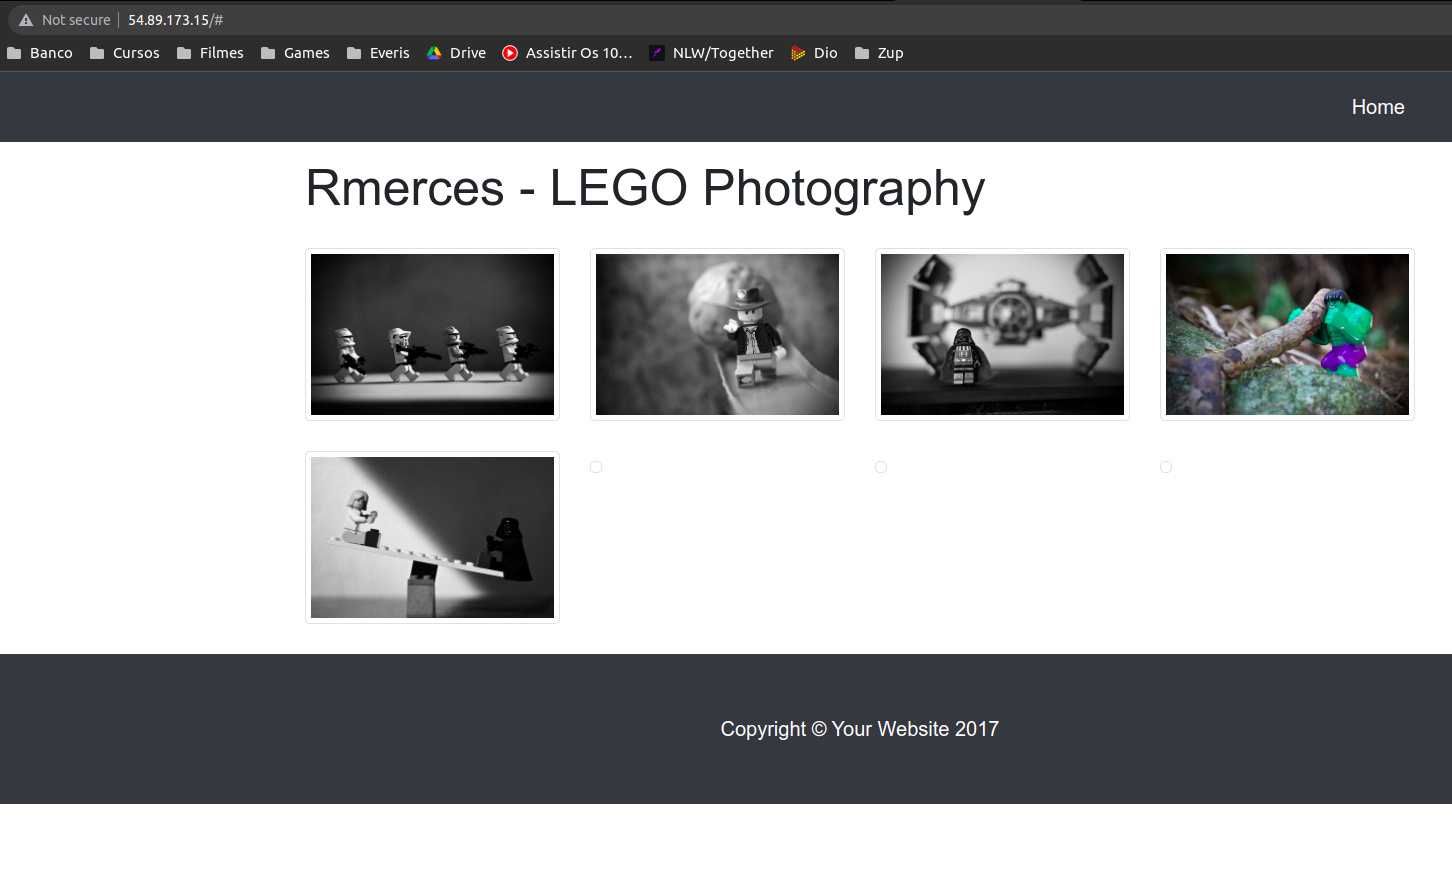 Not secure | 54.89.173.15/#
Banco Cursos Filmes Games Everis Drive Assistir Os 10... NLW/Together Dio Zup
Home
Rmerces - LEGO Photography
Copyright © Your Website 2017